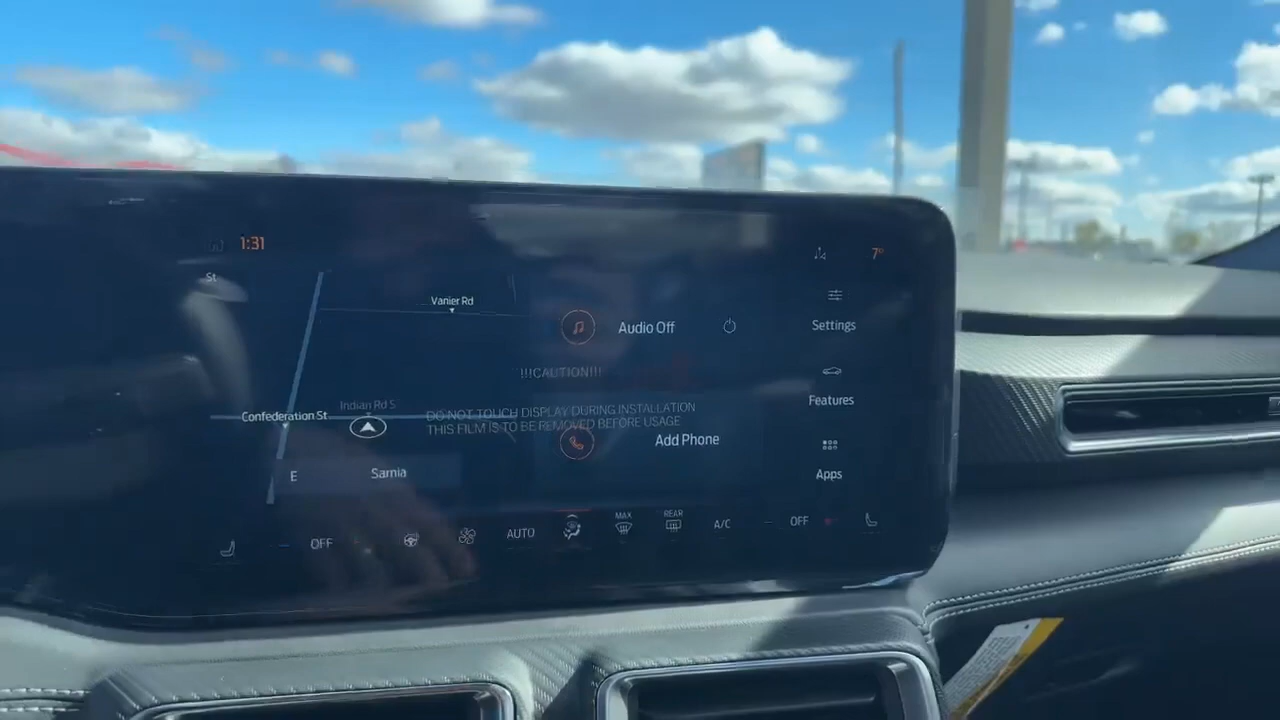 1:31
7°
St
Vanier Rd
Audio Off
Settings
!!!CAUTION!!!
Features
Indian Rd S
Confederation St
DO NOT TOUCH DISPLAY DURING INSTALLATION
THIS FILM IS TO BE REMOVED BEFORE USAGE
Add Phone
E
Sarnia
Apps
MAX
REAR
OFF
AUTO
A/C
OFF